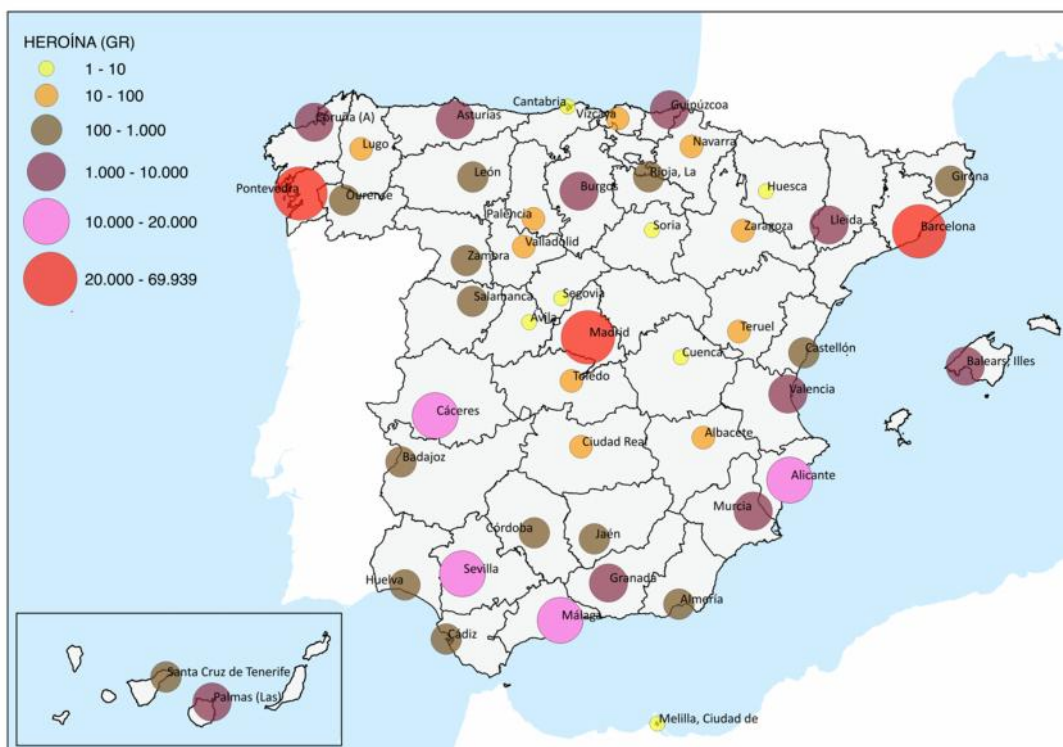 HEROÍNA (GR)
1 - 10
10 - 100
100 - 1.000
1.000 - 10.000
10.000 - 20.000
20.000 - 69.939
Cantabria
Vizcaya
Guipúzcoa
Coruña (A)
Asturias
Lugo
Navarra
León
Rioja, La
Huesca
Girona
Pontevedra
Ourense
Burgos
Palencia
Soria
Zaragoza
Lleida
Barcelona
Valladolid
Zamora
Salamanca
Segovia
Ávila
Madrid
Teruel
Cuenca
Castellón
Balears, Illes
Toledo
Valencia
Cáceres
Ciudad Real
Albacete
Badajoz
Alicante
Murcia
Córdoba
Jaén
Sevilla
Huelva
Granada
Almería
Málaga
Cádiz
Santa Cruz de Tenerife
Palmas (Las)
Melilla, Ciudad de